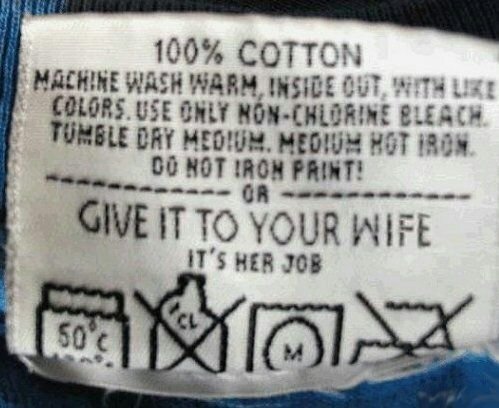 100% COTTON
MACHINE WASH WARM, INSIDE OUT, WITH LIKE
COLORS. USE ONLY NON-CHLORINE BLEACH.
TUMBLE DRY MEDIUM. MEDIUM HOT IRON.
DO NOT IRON PRINT!
OR
GIVE IT TO YOUR WIFE
IT'S HER JOB
50°C CL M